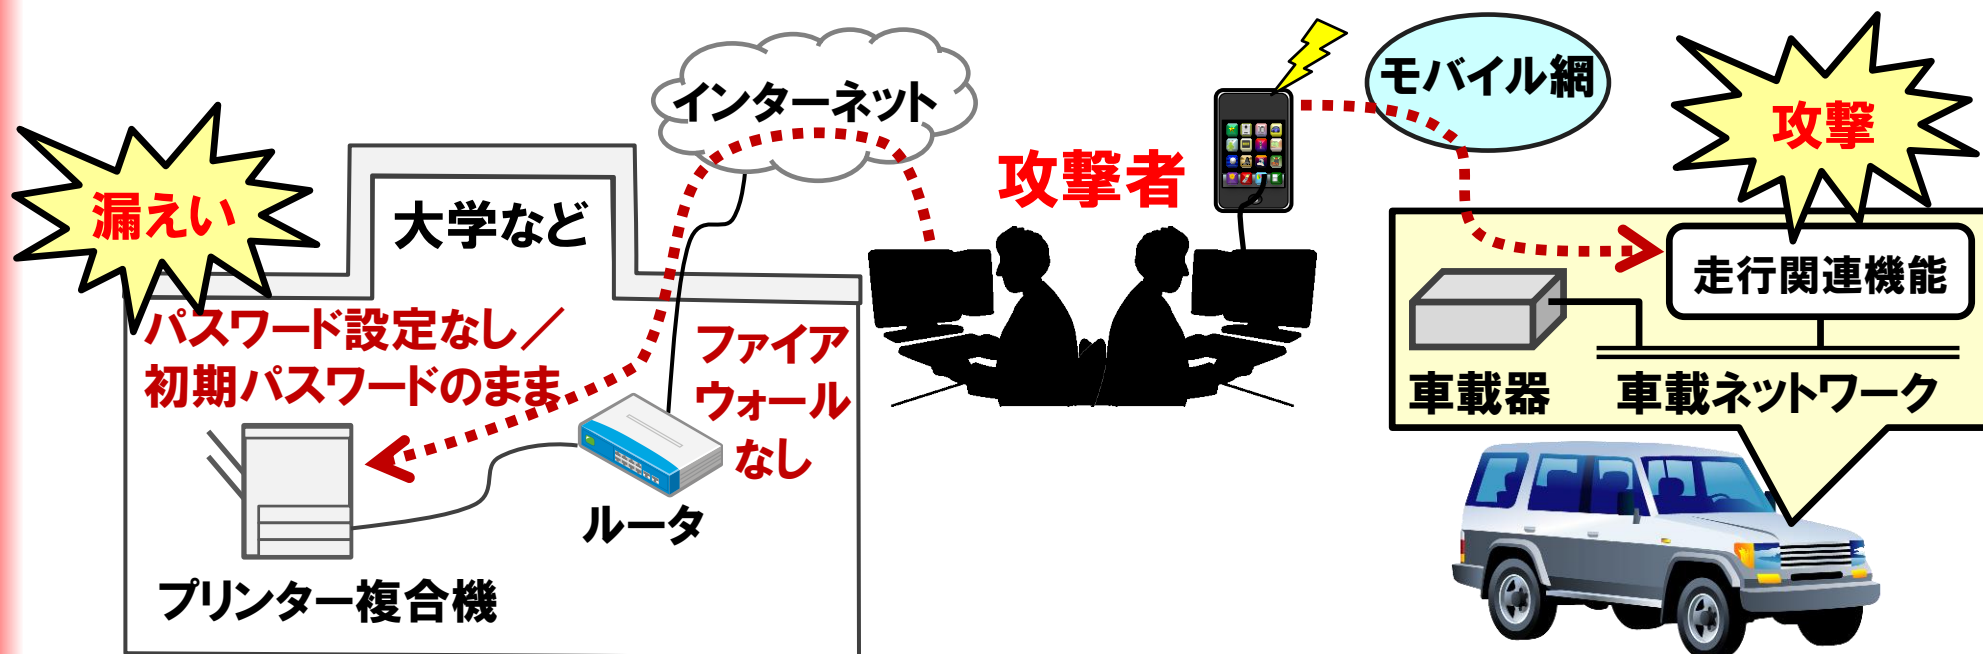 インターネット
モバイル網
攻撃
漏えい
大学など
攻撃者
走行関連機能
パスワード設定なし／
初期パスワードのまま
ファイア
ウォール
なし
車載器
車載ネットワーク
ルータ
プリンター複合機